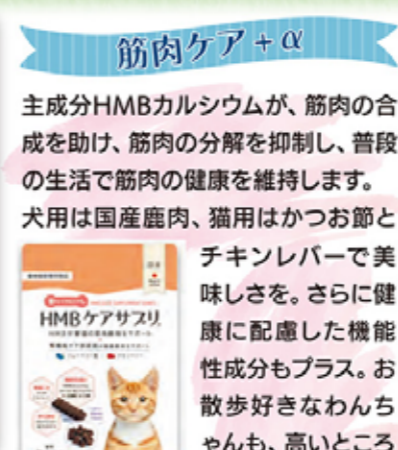 筋肉ケア+α
主成分HMBカルシウムが、筋肉の合
成を助け、筋肉の分解を抑制し、普段
の生活で筋肉の健康を維持します。
犬用は国産鹿肉、猫用はかつお節と
チキンレバーで美
味しさを。さらに健
康に配慮した機能
性成分もプラス。お
散歩好きなわんち
ゃんも、高いところ
HMBケアサプリ